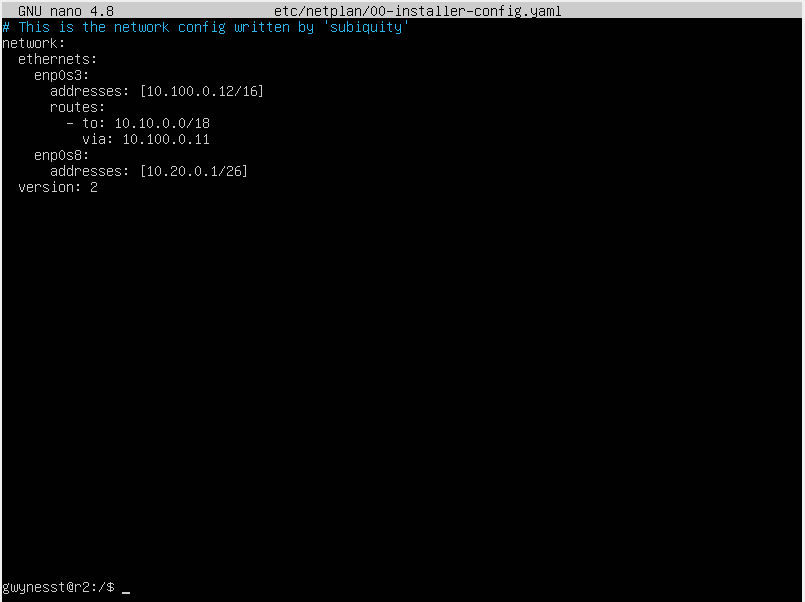 GNU nano 4.8 etc/netplan/00-installer-config.yaml
# This is the network config written by 'subiquity'
network:
  ethernets:
    enp0s3:
      addresses: [10.100.0.12/16]
      routes:
        - to: 10.10.0.0/18
          via: 10.100.0.11
    enp0s8:
      addresses: [10.20.0.1/26]
  version: 2
gwynesst@r2:/$ _